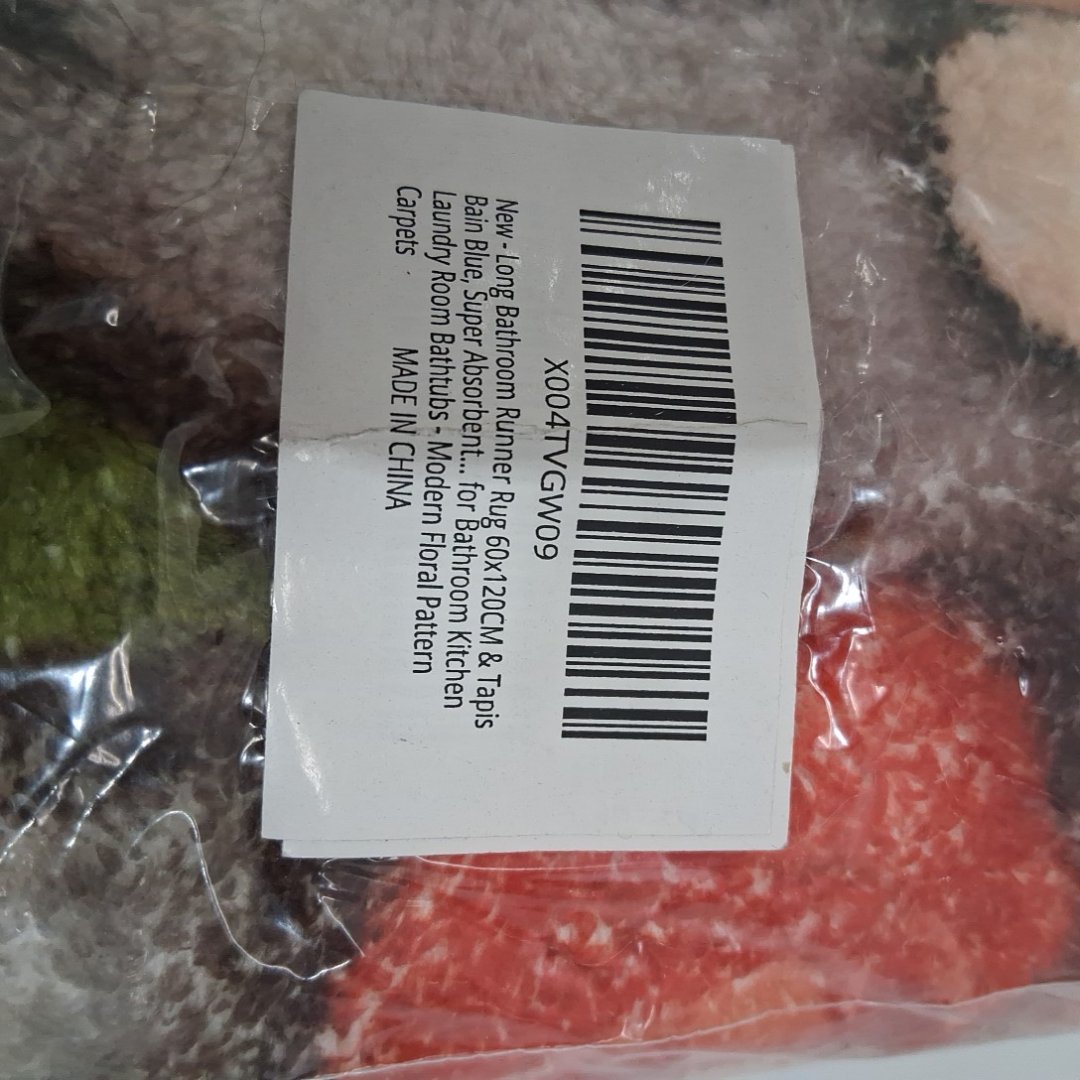 X004TVGW09
New - Long Bathroom Runner Rug 60x120CM & Tapis
Bain Blue, Super Absorbent... for Bathroom Kitchen
Laundry Room Bathtubs - Modern Floral Pattern
Carpets MADE IN CHINA